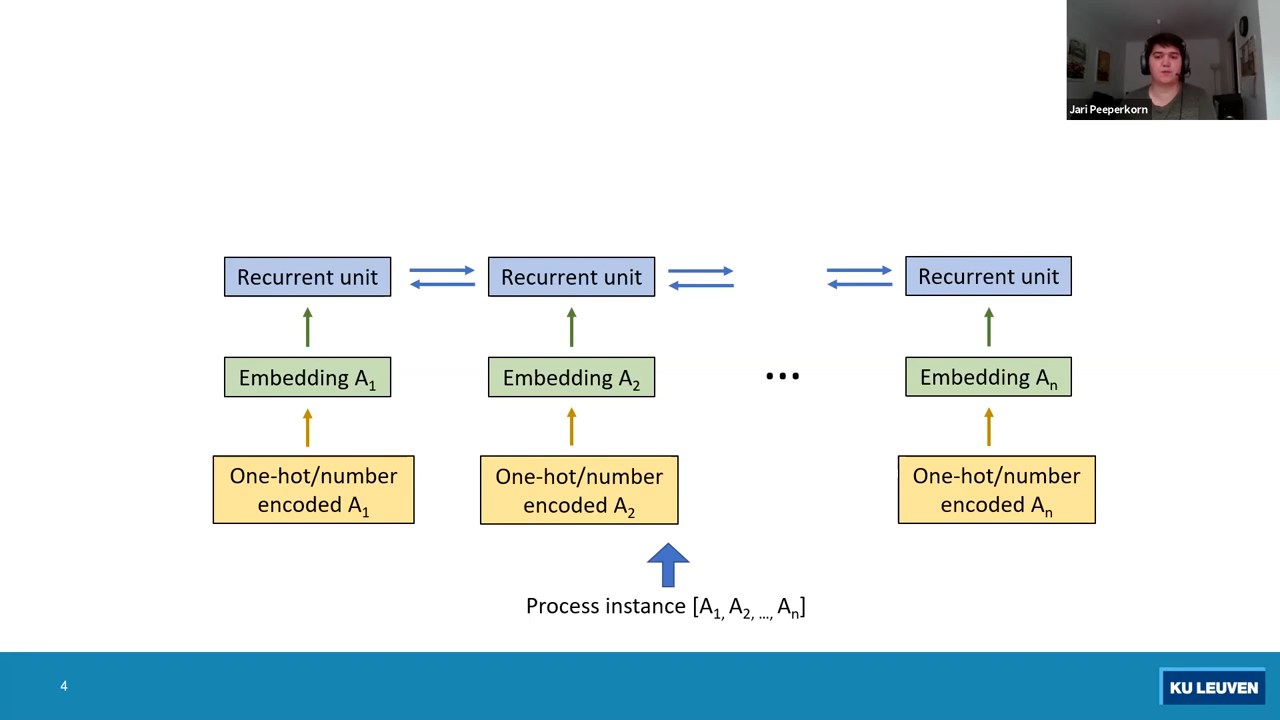 Jari Peeperkorn
Recurrent unit
Recurrent unit
Recurrent unit
Embedding A1
Embedding A2
...
Embedding An
One-hot/number
encoded A1
One-hot/number
encoded A2
One-hot/number
encoded An
Process instance [A1, A2, ..., An]
4
KU LEUVEN